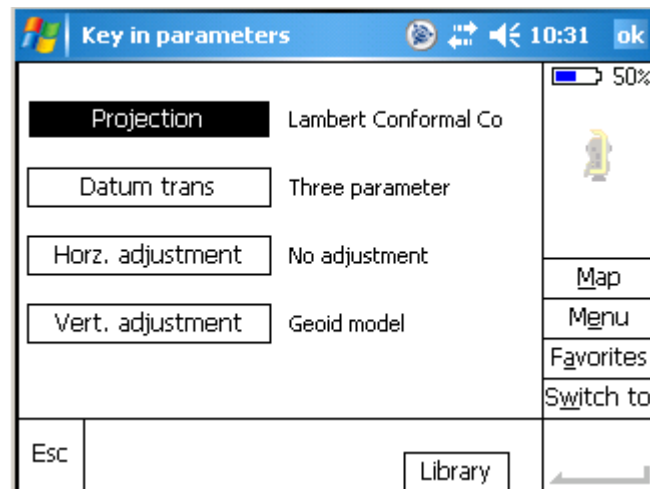 Key in parameters 10:31 ok
50%
Projection Lambert Conformal Co
Datum trans Three parameter
Horz. adjustment No adjustment
Vert. adjustment Geoid model
Map
Menu
Favorites
Switch to
Esc
Library